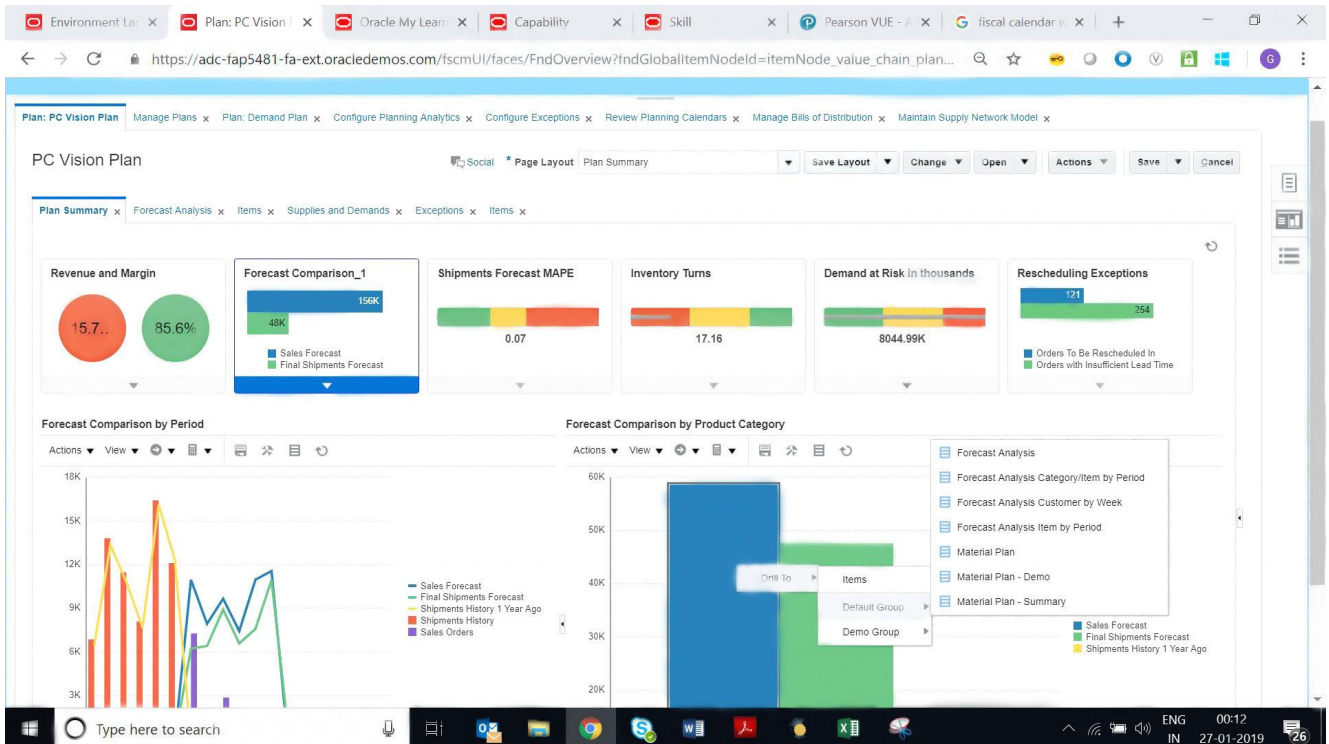 Environment Lar
Plan: PC Vision
Oracle My Learn
Capability
Skill
Pearson VUE - A
fiscal calendar w
https://adc-fap5481-fa-ext.oracledemos.com/fscmUI/faces/FndOverview?fndGlobalItemNodeId=itemNode_value_chain_plan...
G
Plan: PC Vision Plan Manage Plans Plan: Demand Plan Configure Planning Analytics Configure Exceptions Review Planning Calendars Manage Bills of Distribution Maintain Supply Network Model
PC Vision Plan Social * Page Layout Plan Summary Save Layout Change Open Actions Save Cancel
Plan Summary Forecast Analysis Items Supplies and Demands Exceptions Items
Revenue and Margin
15.7... 85.6%
Forecast Comparison_1
156K
48K
Sales Forecast
Final Shipments Forecast
Shipments Forecast MAPE
0.07
Inventory Turns
17.16
Demand at Risk in thousands
8044.99K
Rescheduling Exceptions
121
254
Orders To Be Rescheduled In
Orders with Insufficient Lead Time
Forecast Comparison by Period
Actions View
18K
15K
12K
9K
6K
3K
Sales Forecast
Final Shipments Forecast
Shipments History 1 Year Ago
Shipments History
Sales Orders
Forecast Comparison by Product Category
Actions View
60K
50K
40K
30K
20K
Drill To
Items
Default Group
Demo Group
Forecast Analysis
Forecast Analysis Category/Item by Period
Forecast Analysis Customer by Week
Forecast Analysis Item by Period
Material Plan
Material Plan - Demo
Material Plan - Summary
Sales Forecast
Final Shipments Forecast
Shipments History 1 Year Ago
Type here to search
ENG
IN
00:12
27-01-2019
26